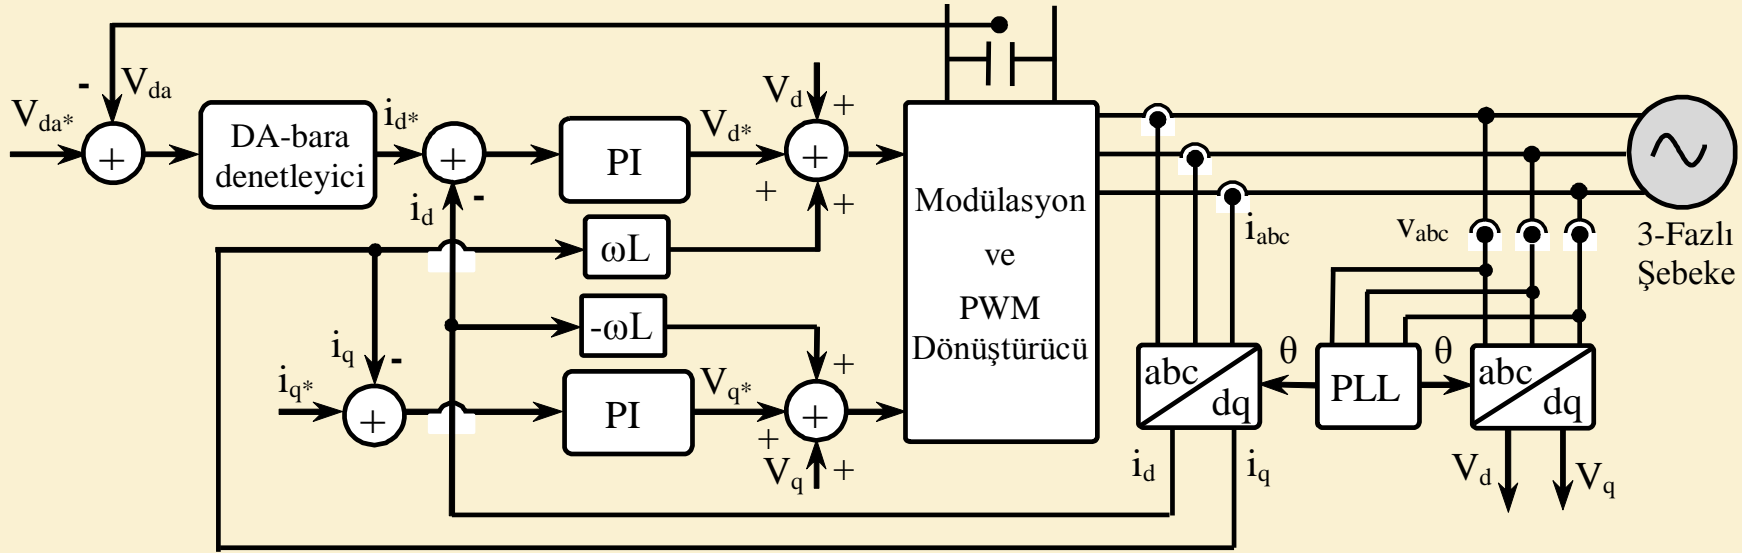 -
V_da
V_da*
+
DA-bara
denetleyici
i_d*
+
-
i_d
PI
V_d*
V_d
+
+
+
+
ωL
-ωL
i_q
-
i_q*
+
PI
V_q*
+
+
+
V_q
+
Modülasyon
ve
PWM
Dönüştürücü
i_abc
v_abc
3-Fazlı
Şebeke
abc
dq
θ
PLL
θ
abc
dq
i_d
i_q
V_d
V_q